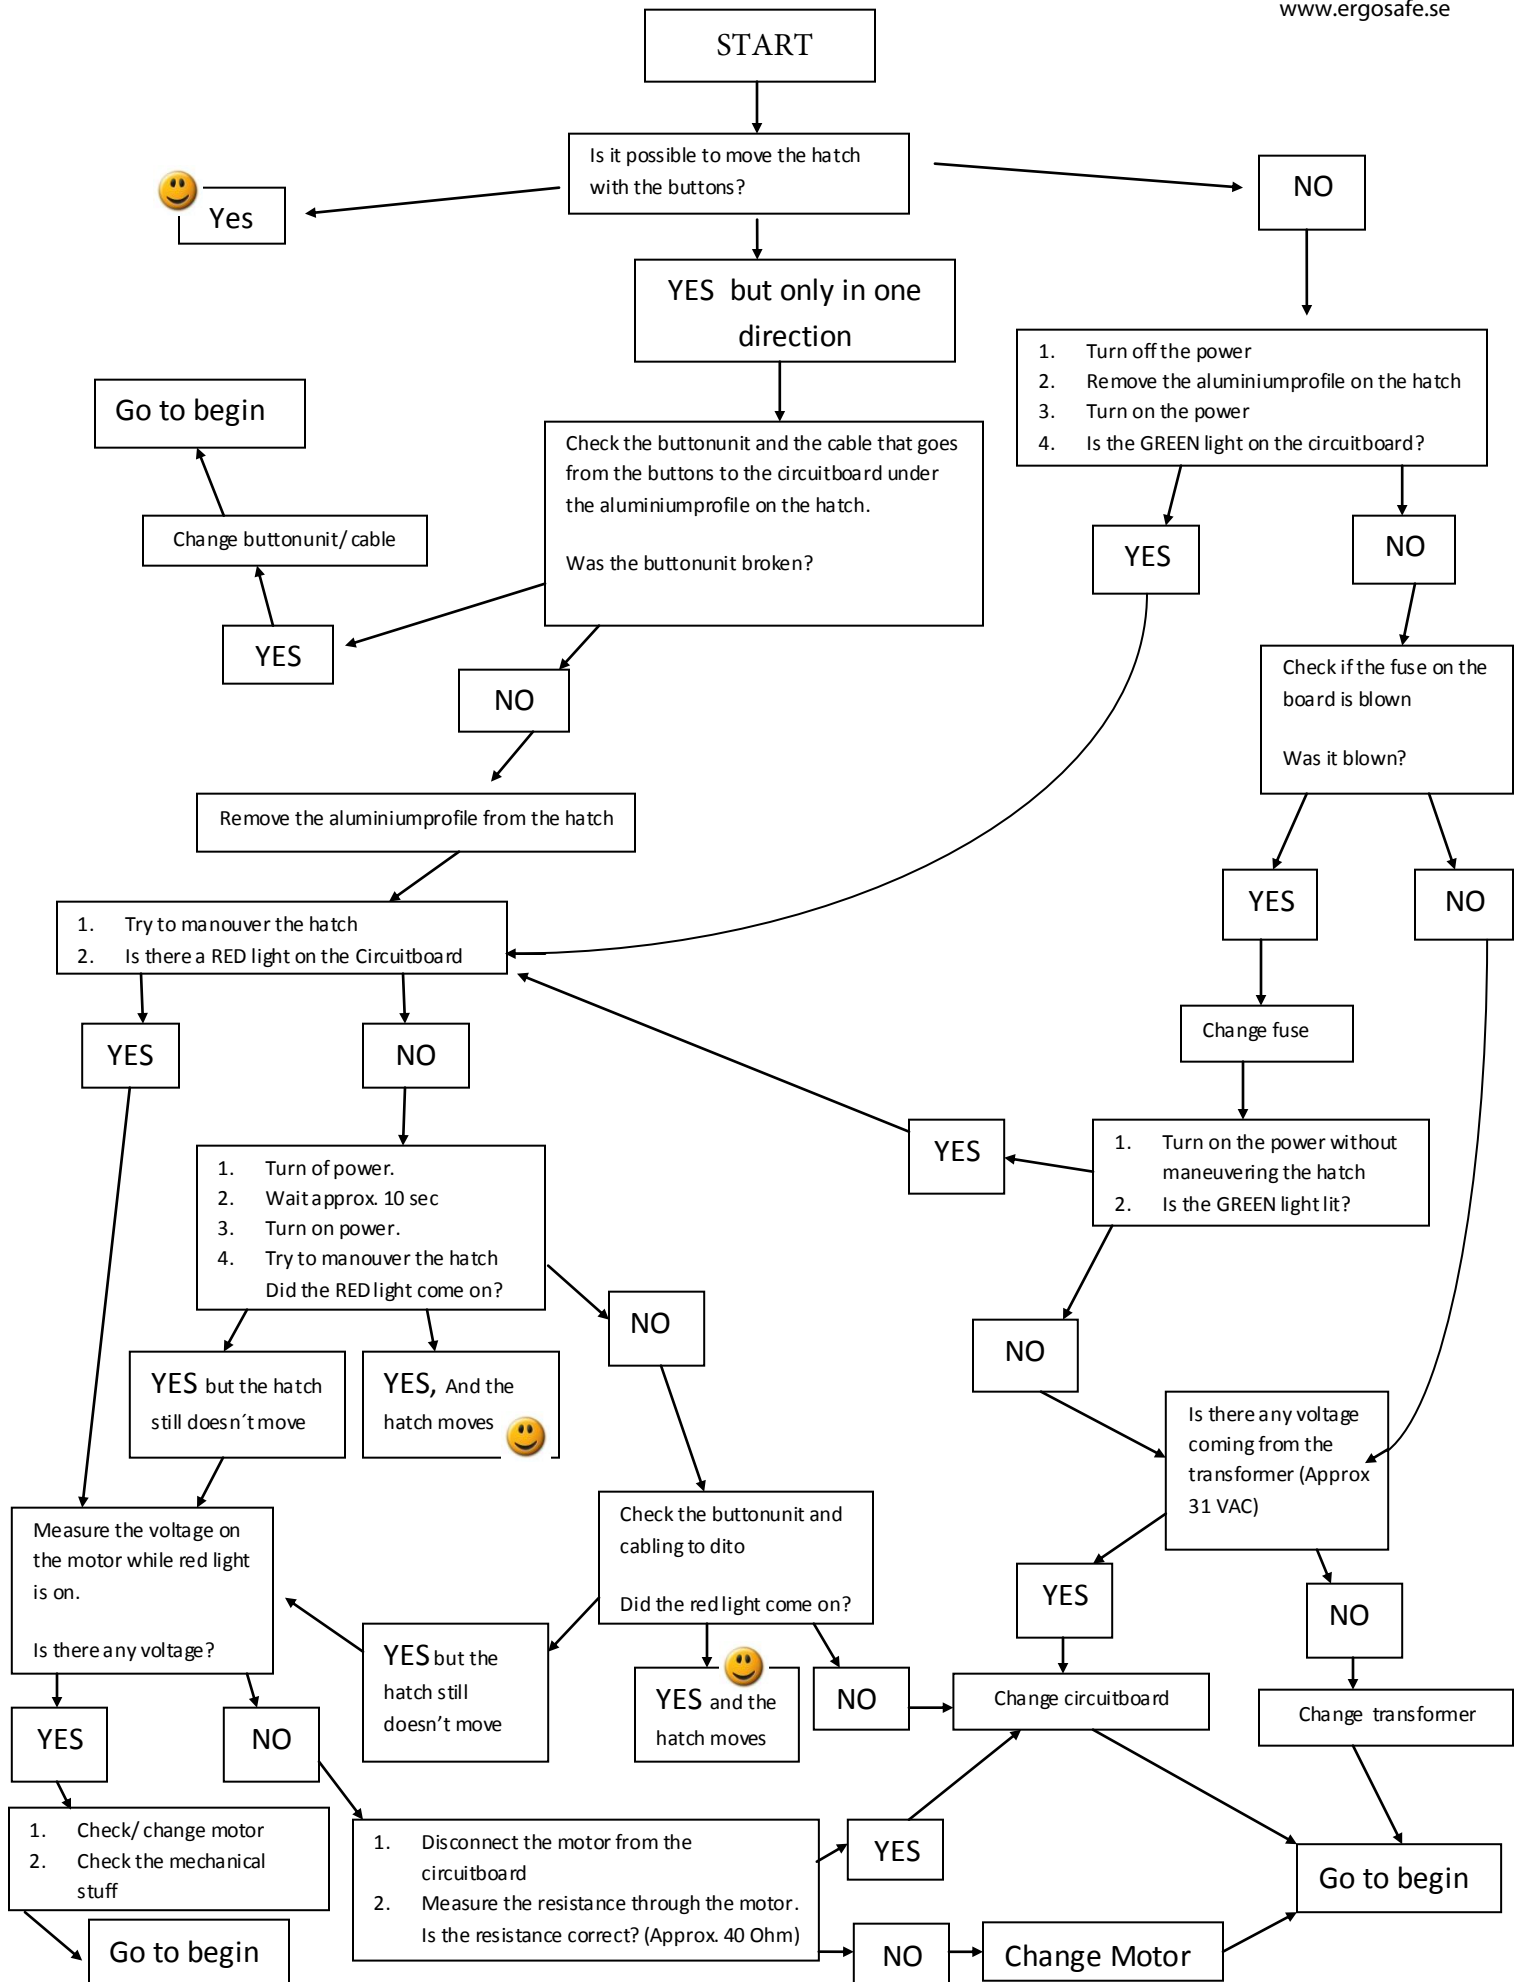 www.ergosafe.se
START
Is it possible to move the hatch
with the buttons?
Yes
NO
YES but only in one
direction
1. Turn off the power
2. Remove the aluminiumprofile on the hatch
3. Turn on the power
4. Is the GREEN light on the circuitboard?
Go to begin
Check the buttonunit and the cable that goes
from the buttons to the circuitboard under
the aluminiumprofile on the hatch.
Was the buttonunit broken?
Change buttonunit/ cable
YES
NO
YES
NO
Check if the fuse on the
board is blown
Was it blown?
NO
Remove the aluminiumprofile from the hatch
YES
NO
1. Try to manouver the hatch
2. Is there a RED light on the Circuitboard
YES
NO
Change fuse
YES
1. Turn on the power without
maneuvering the hatch
2. Is the GREEN light lit?
1. Turn of power.
2. Wait approx. 10 sec
3. Turn on power.
4. Try to manouver the hatch
Did the RED light come on?
NO
NO
YES but the hatch
still doesn´t move
YES, And the
hatch moves
Is there any voltage
coming from the
transformer (Approx
31 VAC)
Measure the voltage on
the motor while red light
is on.
Is there any voltage?
Check the buttonunit and
cabling to dito
Did the red light come on?
YES
NO
YES but the
hatch still
doesn’t move
YES and the
hatch moves
NO
Change circuitboard
Change transformer
YES
NO
1. Check/ change motor
2. Check the mechanical
stuff
1. Disconnect the motor from the
circuitboard
2. Measure the resistance through the motor.
Is the resistance correct? (Approx. 40 Ohm)
YES
Go to begin
Go to begin
NO
Change Motor